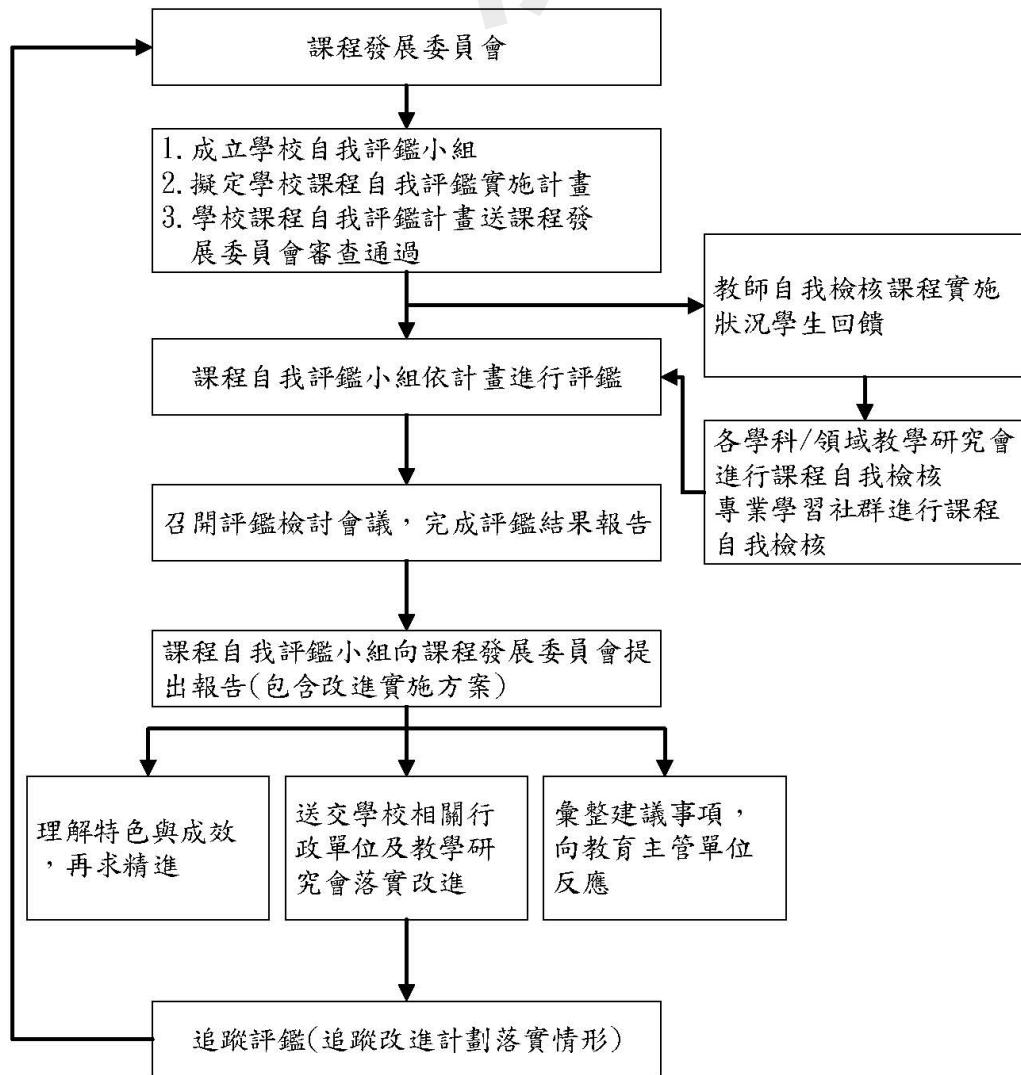 課程發展委員會
1.成立學校自我評鑑小組
2.擬定學校課程自我評鑑實施計畫
3.學校課程自我評鑑計畫送課程發
展委員會審查通過
教師自我檢核課程實施
狀況學生回饋
課程自我評鑑小組依計畫進行評鑑
各學科/領域教學研究會
進行課程自我檢核
專業學習社群進行課程
自我檢核
召開評鑑檢討會議，完成評鑑結果報告
課程自我評鑑小組向課程發展委員會提
出報告(包含改進實施方案)
理解特色與成效
，再求精進
送交學校相關行
政單位及教學研
究會落實改進
彙整建議事項，
向教育主管單位
反應
追蹤評鑑(追蹤改進計劃落實情形)